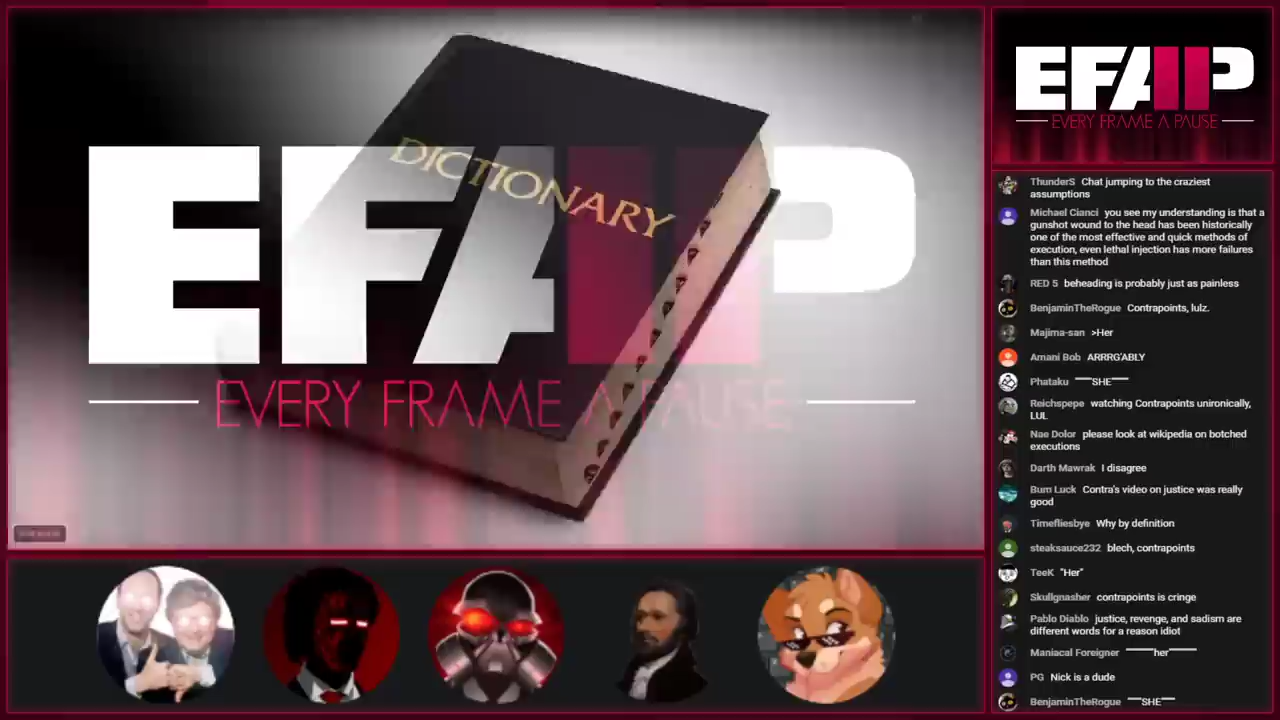 DICTIONARY
EFAP
EVERY FRAME A PAUSE
EFAP
EVERY FRAME A PAUSE
ThunderS Chat jumping to the craziest
assumptions
Michael Cianci you see my understanding is that a
gunshot wound to the head has been historically
one of the most effective and quick methods of
execution, even lethal injection has more failures
than this method
RED 5 beheading is probably just as painless
BenjaminTheRogue Contrapoints, lulz.
Majima-san >Her
Amani Bob ARRRG'ABLY
Phataku """"SHE""""
Reichspepe watching Contrapoints unironically,
LUL
Nae Dolor please look at wikipedia on botched
executions
Darth Mawrak I disagree
Bum Luck Contra's video on justice was really
good
Timefliesbye Why by definition
steaksauce232 blech, contrapoints
TeeK "Her"
Skullgnasher contrapoints is cringe
Pablo Diablo justice, revenge, and sadism are
different words for a reason idiot
Maniacal Foreigner """""""her"""""""
PG Nick is a dude
BenjaminTheRogue """"SHE""""